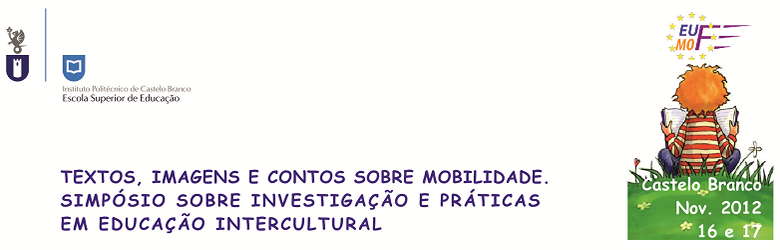 Instituto Politécnico de Castelo Branco
Escola Superior de Educação
TEXTOS, IMAGENS E CONTOS SOBRE MOBILIDADE.
SIMPÓSIO SOBRE INVESTIGAÇÃO E PRÁTICAS
EM EDUCAÇÃO INTERCULTURAL
EU
MOF
Castelo Branco
Nov. 2012
16 e 17